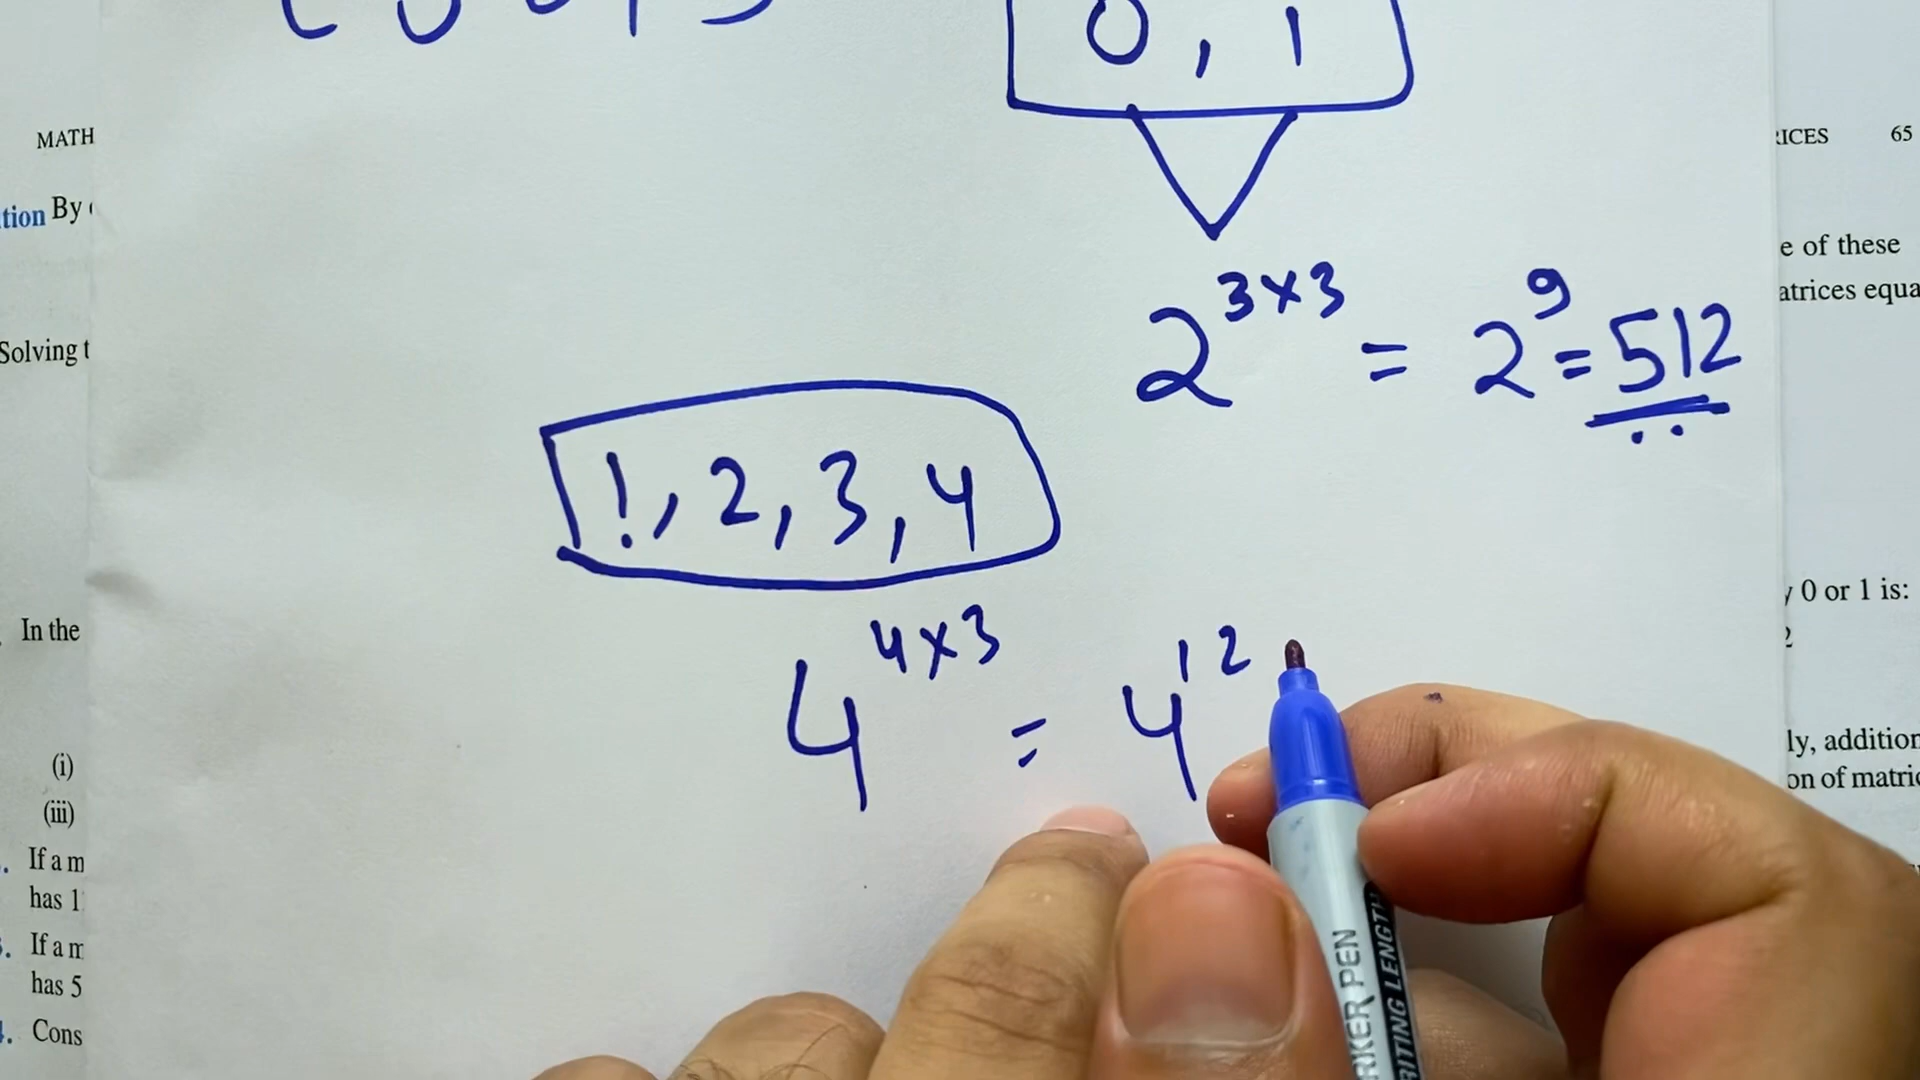 0, 1
MATH
RICES 65
tion By
e of these
atrices equa
2^{3×3} = 2^9 = 512
Solving t
1, 2, 3, 4
y 0 or 1 is:
In the
2
4^{4×3} = 4^{12}
ly, addition
(i)
on of matric
(iii)
If a m
has 1
If a m
has 5
Cons
RKER PEN
RITING LENGTH